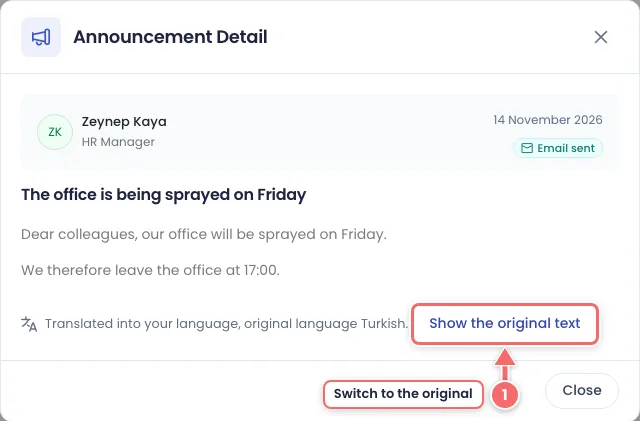 Announcement Detail
ZK
Zeynep Kaya
HR Manager
14 November 2026
Email sent
The office is being sprayed on Friday
Dear colleagues, our office will be sprayed on Friday.
We therefore leave the office at 17:00.
Translated into your language, original language Turkish.
Show the original text
Switch to the original
1
Close